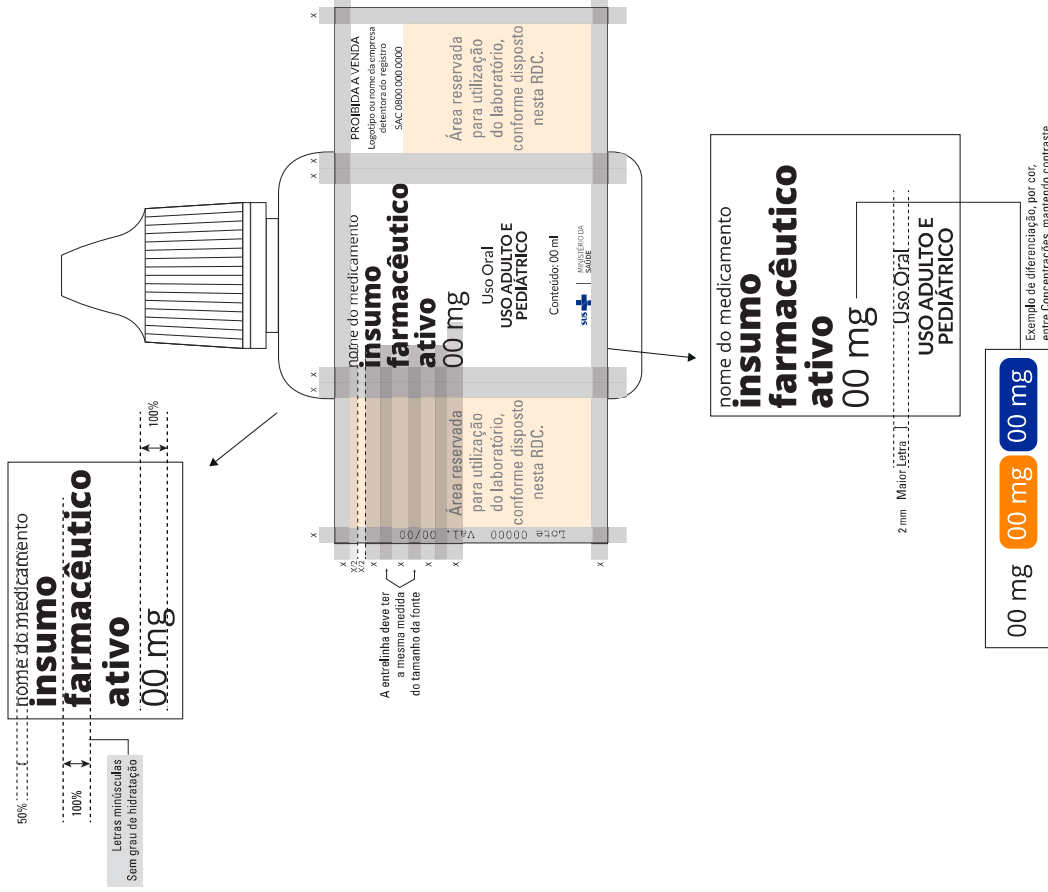 50%
100%
Letras minúsculas
Sem grau de hidratação
nome do medicamento
insumo
farmacêutico
ativo
00 mg
100%
x
x
x
x
x
x
X/2
X/2
x
x
x
x
x
x
A entrelinha deve ter
a mesma medida
do tamanho da fonte
Lote 00000 Val. 00/00
Área reservada
para utilização
do laboratório,
conforme disposto
nesta RDC.
nome do medicamento
insumo
farmacêutico
ativo
00 mg
Uso Oral
USO ADULTO E
PEDIÁTRICO
Conteúdo: 00 ml
SUS
MINISTÉRIO DA
SAÚDE
PROIBIDA A VENDA
Logotipo ou nome da empresa
detentora do registro
SAC 0800 000 0000
Área reservada
para utilização
do laboratório,
conforme disposto
nesta RDC.
nome do medicamento
insumo
farmacêutico
ativo
00 mg
Uso Oral
USO ADULTO E
PEDIÁTRICO
2 mm Maior Letra
00 mg 00 mg 00 mg
Exemplo de diferenciação, por cor,
entre Concentrações, mantendo contraste